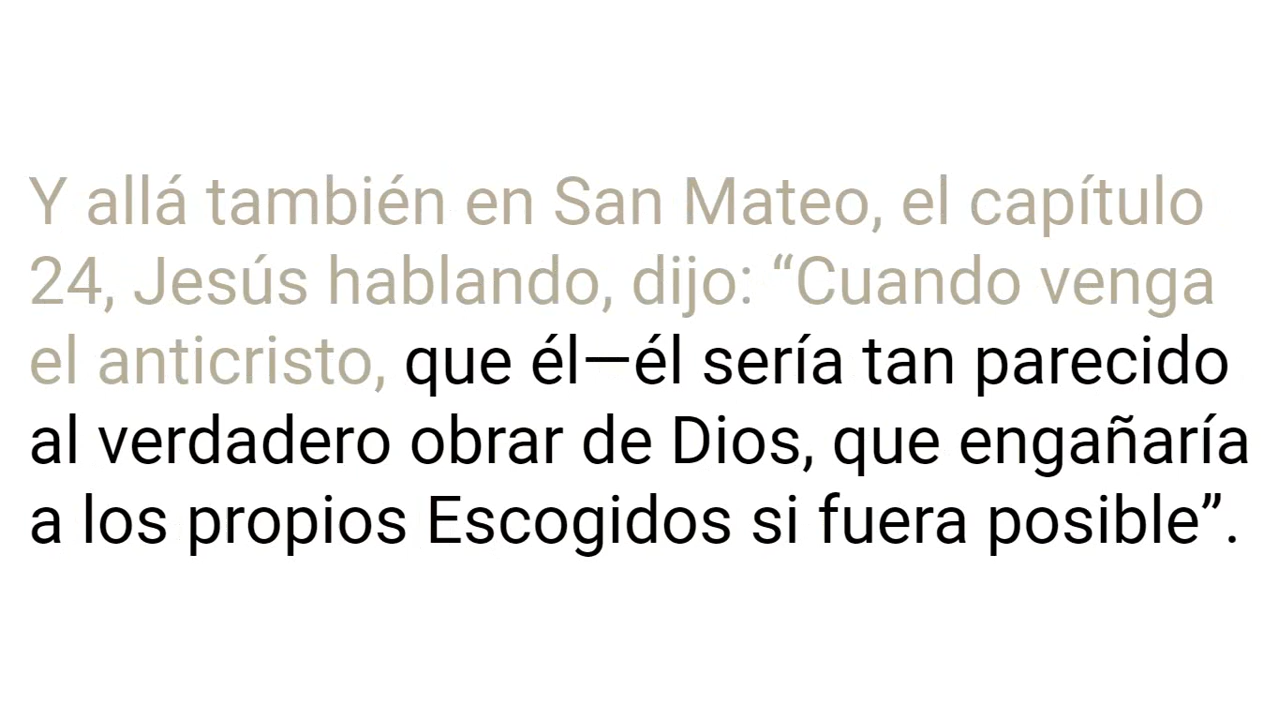 Y allá también en San Mateo, el capítulo
24, Jesús hablando, dijo: “Cuando venga
el anticristo, que él—él sería tan parecido
al verdadero obrar de Dios, que engañaría
a los propios Escogidos si fuera posible”.